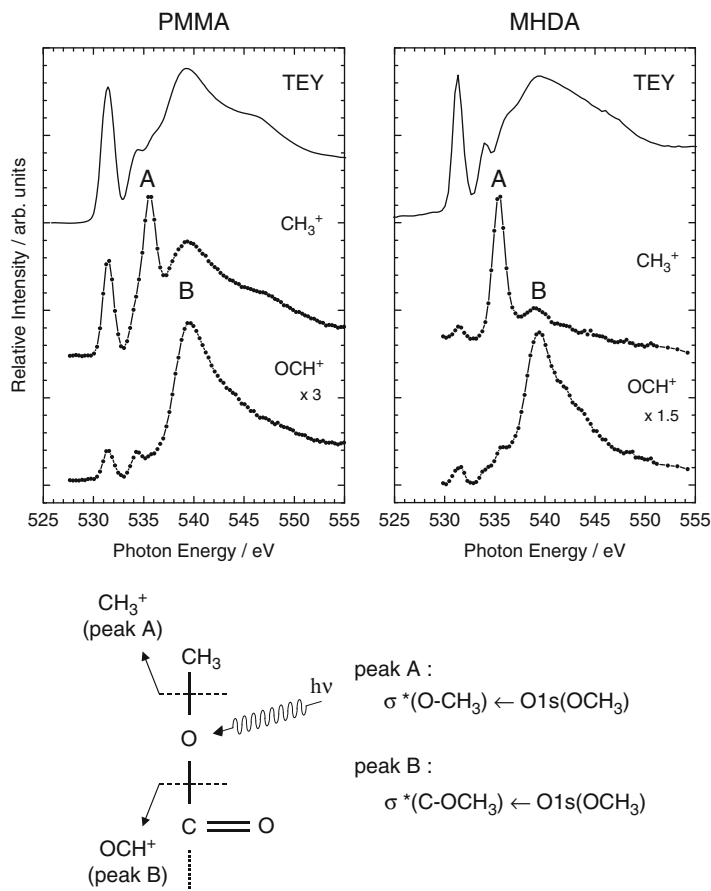 PMMA
MHDA
Relative Intensity / arb. units
TEY
A
CH₃⁺
B
OCH⁺
x 3
525 530 535 540 545 550 555
Photon Energy / eV
TEY
A
CH₃⁺
B
OCH⁺
x 1.5
525 530 535 540 545 550 555
Photon Energy / eV
CH₃⁺
(peak A)
CH₃
hν
O
C O
OCH⁺
(peak B)
peak A :
σ *(O-CH₃) ← O1s(OCH₃)
peak B :
σ *(C-OCH₃) ← O1s(OCH₃)